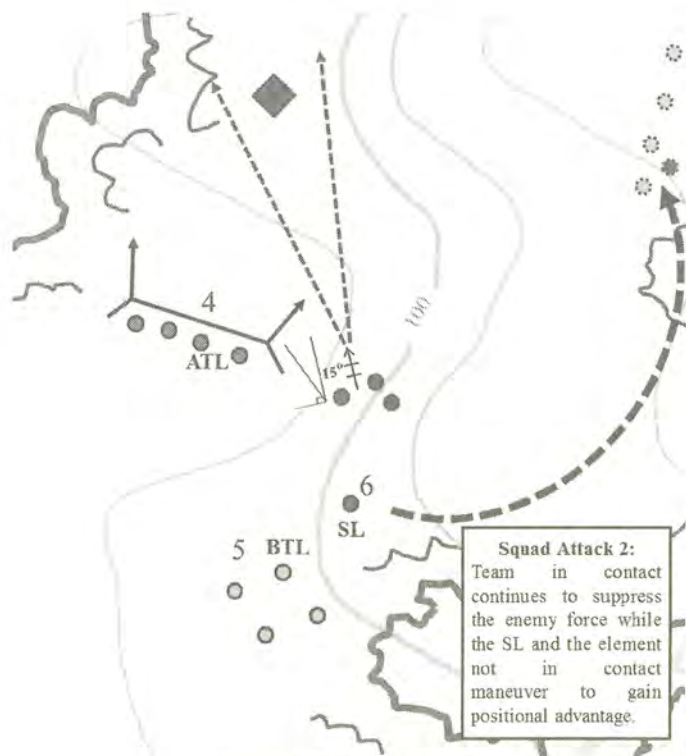 4
ATL
100
15°
6
SL
5
BTL
Squad Attack 2:
Team in contact
continues to suppress
the enemy force while
the SL and the element
not in contact
maneuver to gain
positional advantage.